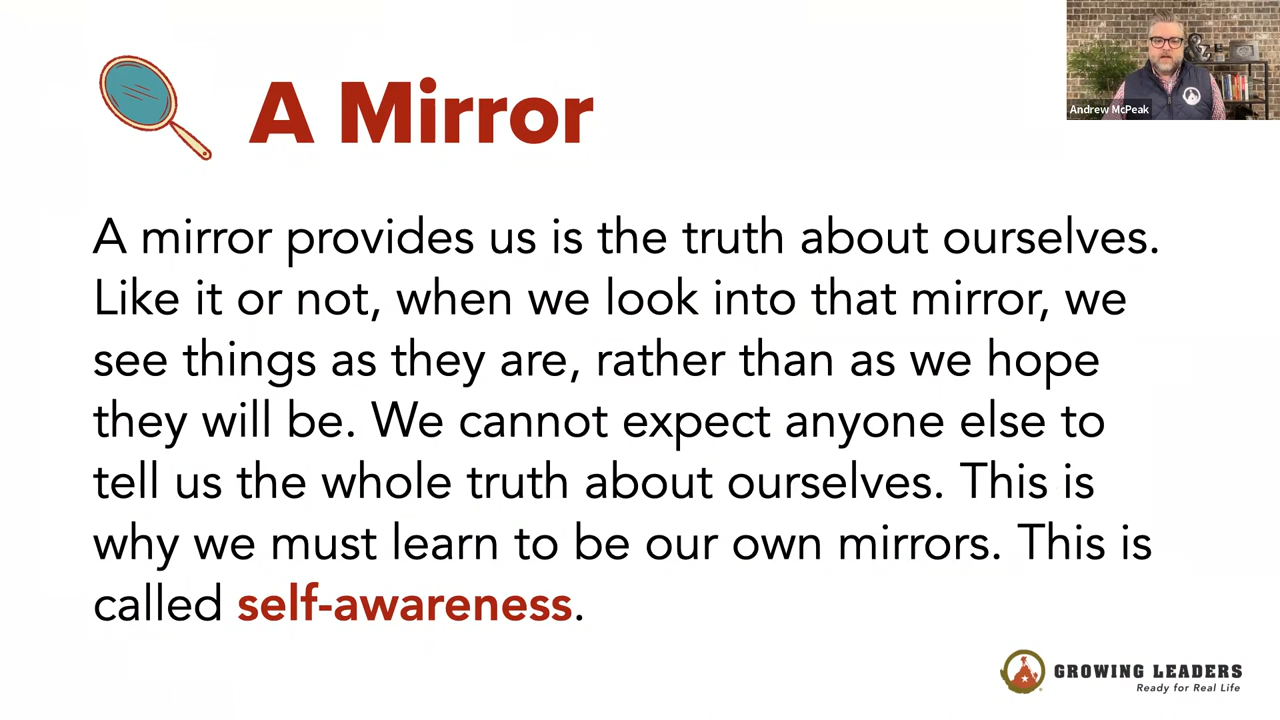 A Mirror
Andrew McPeak
A mirror provides us is the truth about ourselves.
Like it or not, when we look into that mirror, we
see things as they are, rather than as we hope
they will be. We cannot expect anyone else to
tell us the whole truth about ourselves. This is
why we must learn to be our own mirrors. This is
called self-awareness.
GROWING LEADERS
Ready for Real Life